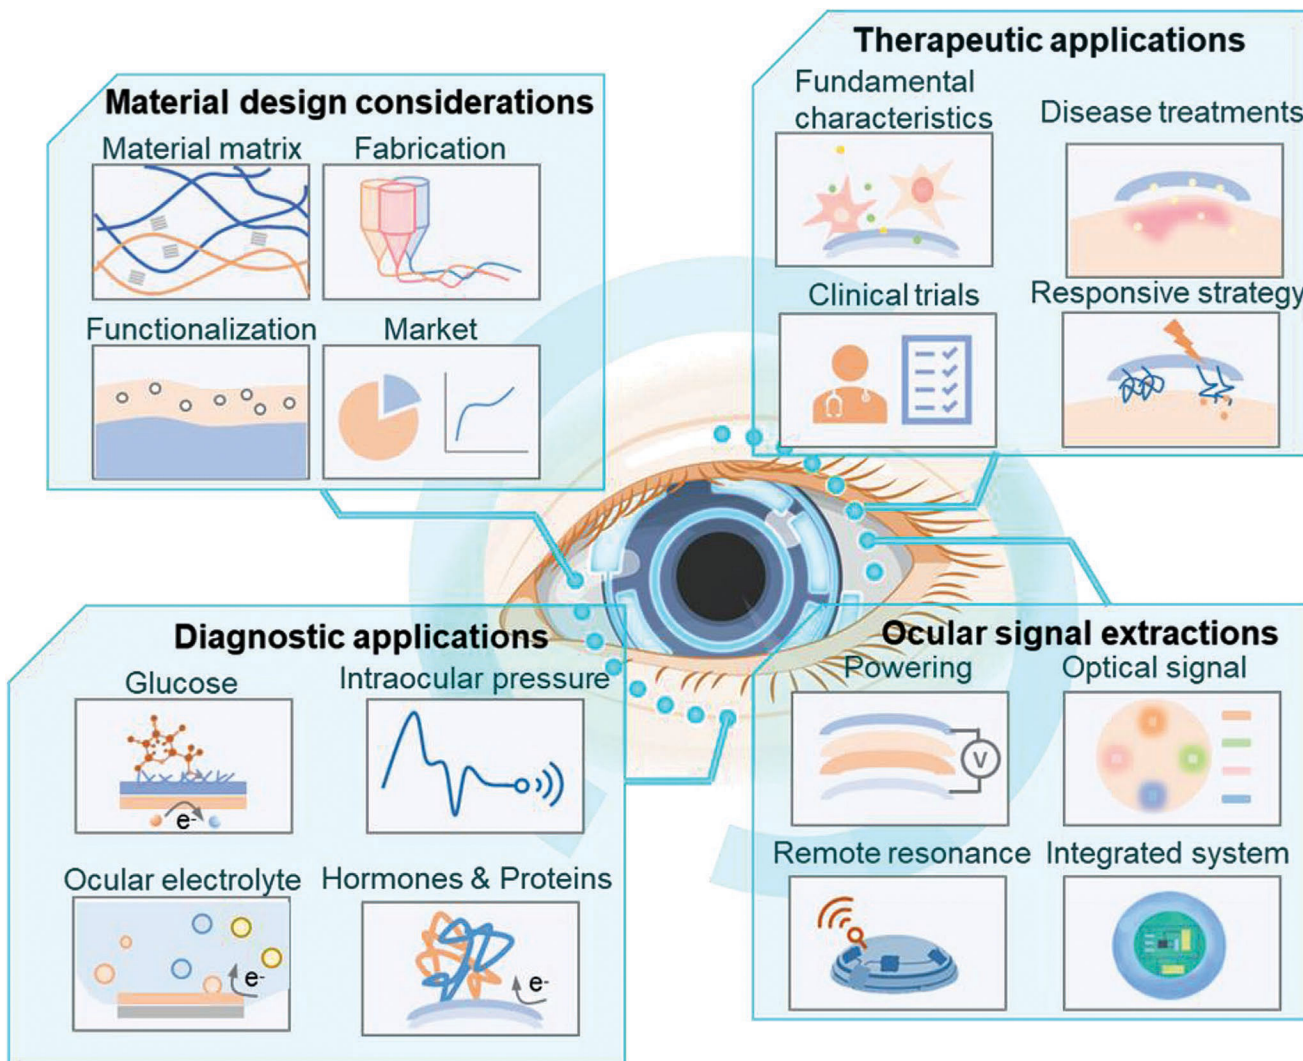 Material design considerations
Material matrix
Fabrication
Functionalization
Market
Therapeutic applications
Fundamental
characteristics
Disease treatments
Clinical trials
Responsive strategy
Diagnostic applications
Glucose
Intraocular pressure
e-
Ocular electrolyte
Hormones & Proteins
e-
e-
Ocular signal extractions
Powering
Optical signal
V
Remote resonance
Integrated system